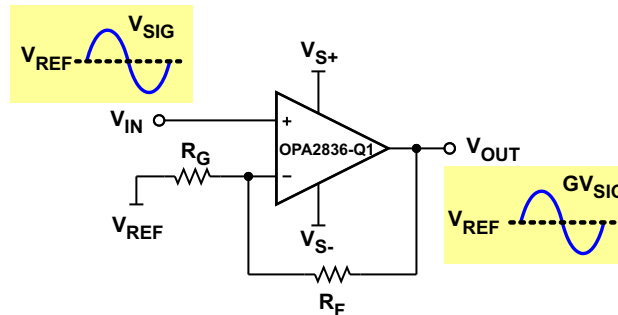 VSIG
VREF
VS+
VIN
+
OPA2836-Q1
VOUT
RG
−
GVSIG
VREF
VREF
VS-
RF